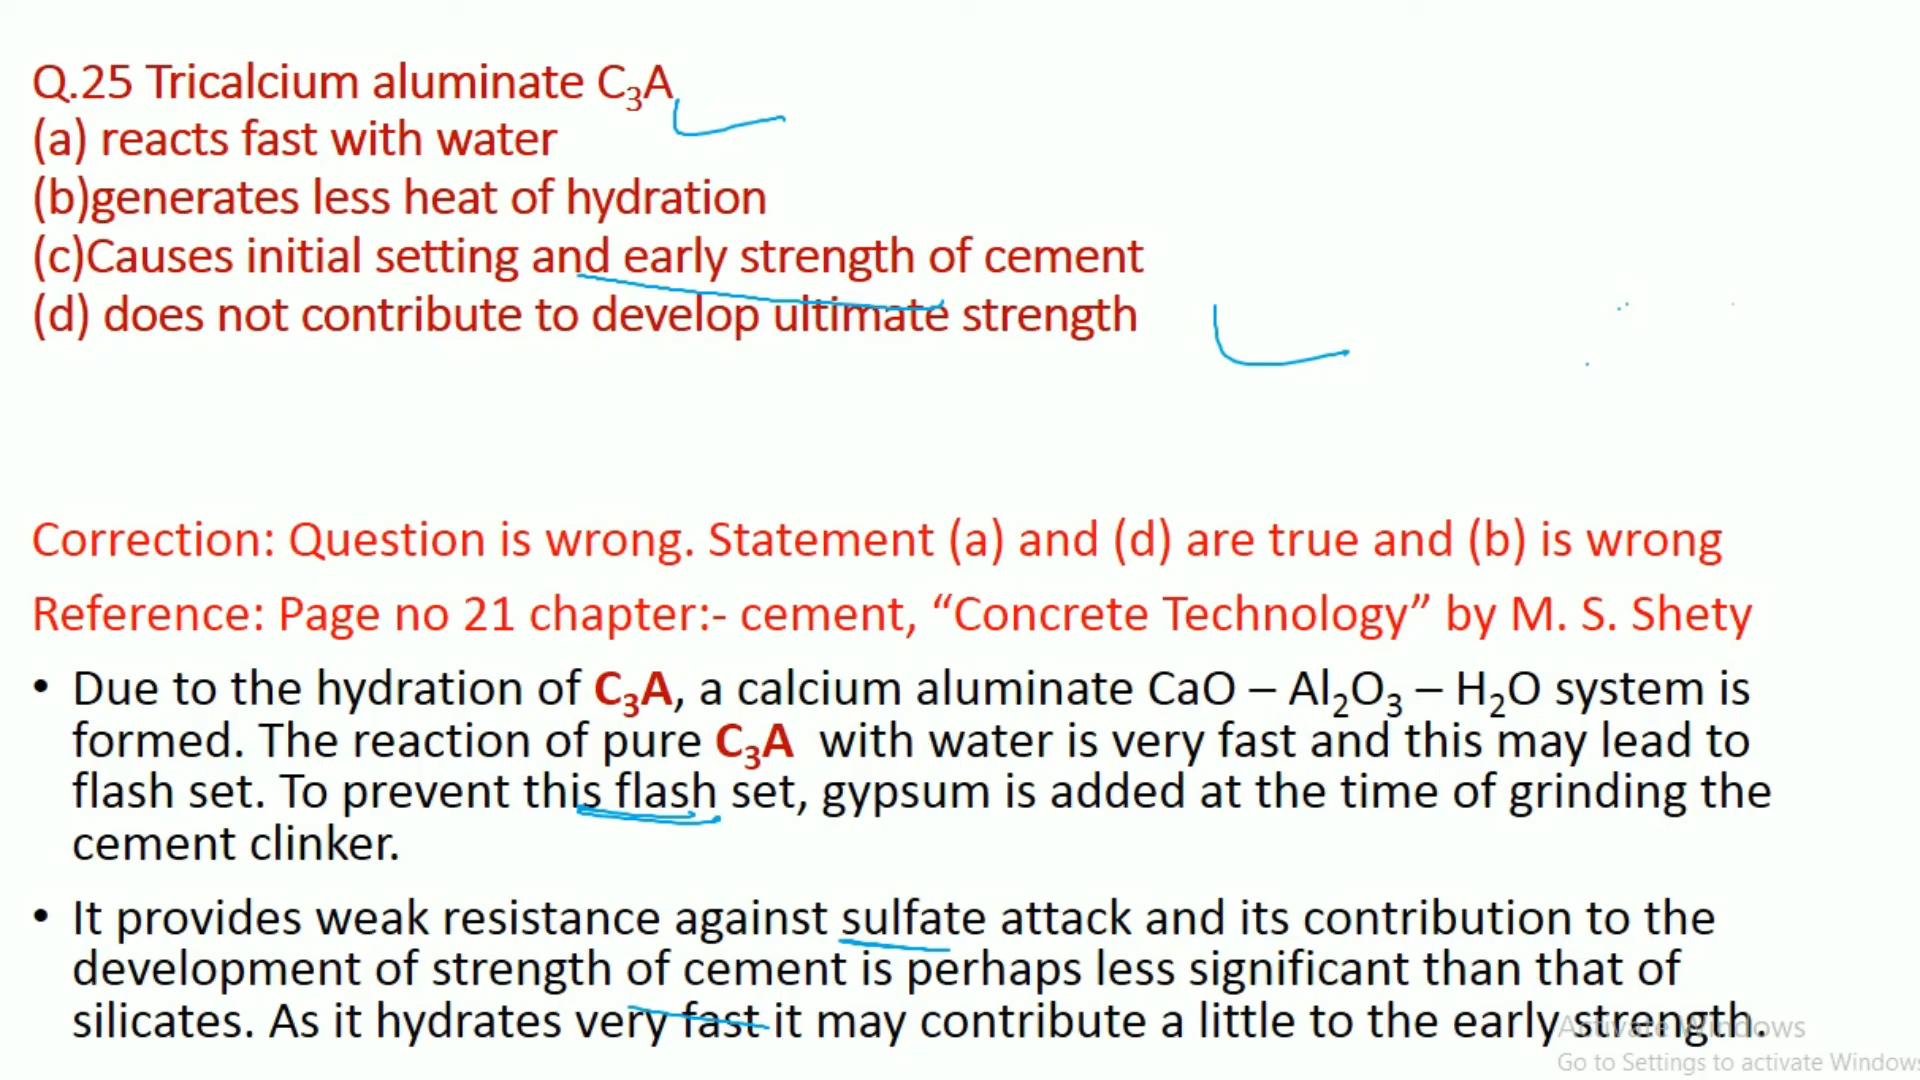 Q.25 Tricalcium aluminate C₃A
(a) reacts fast with water
(b)generates less heat of hydration
(c)Causes initial setting and early strength of cement
(d) does not contribute to develop ultimate strength
Correction: Question is wrong. Statement (a) and (d) are true and (b) is wrong
Reference: Page no 21 chapter:- cement, “Concrete Technology” by M. S. Shety
• Due to the hydration of C₃A, a calcium aluminate CaO – Al₂O₃ – H₂O system is
formed. The reaction of pure C₃A with water is very fast and this may lead to
flash set. To prevent this flash set, gypsum is added at the time of grinding the
cement clinker.
• It provides weak resistance against sulfate attack and its contribution to the
development of strength of cement is perhaps less significant than that of
silicates. As it hydrates very fast it may contribute a little to the early strength.
Activate Windows
Go to Settings to activate Windows